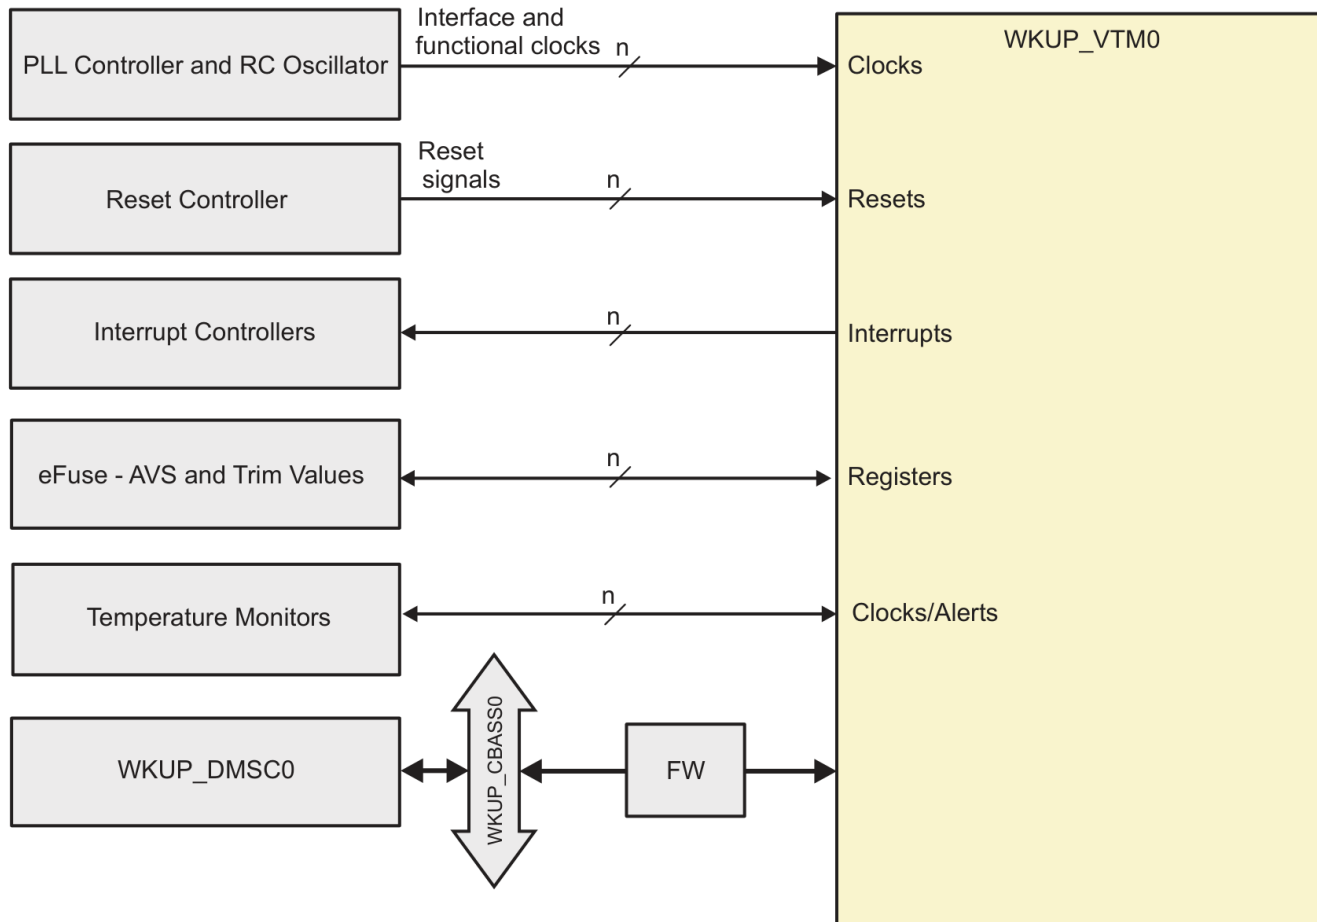 Interface and
functional clocks
n
WKUP_VTM0
PLL Controller and RC Oscillator
Clocks
Reset
signals
n
Reset Controller
Resets
n
Interrupt Controllers
Interrupts
n
eFuse - AVS and Trim Values
Registers
n
Temperature Monitors
Clocks/Alerts
WKUP_DMSC0
WKUP_CBASS0
FW